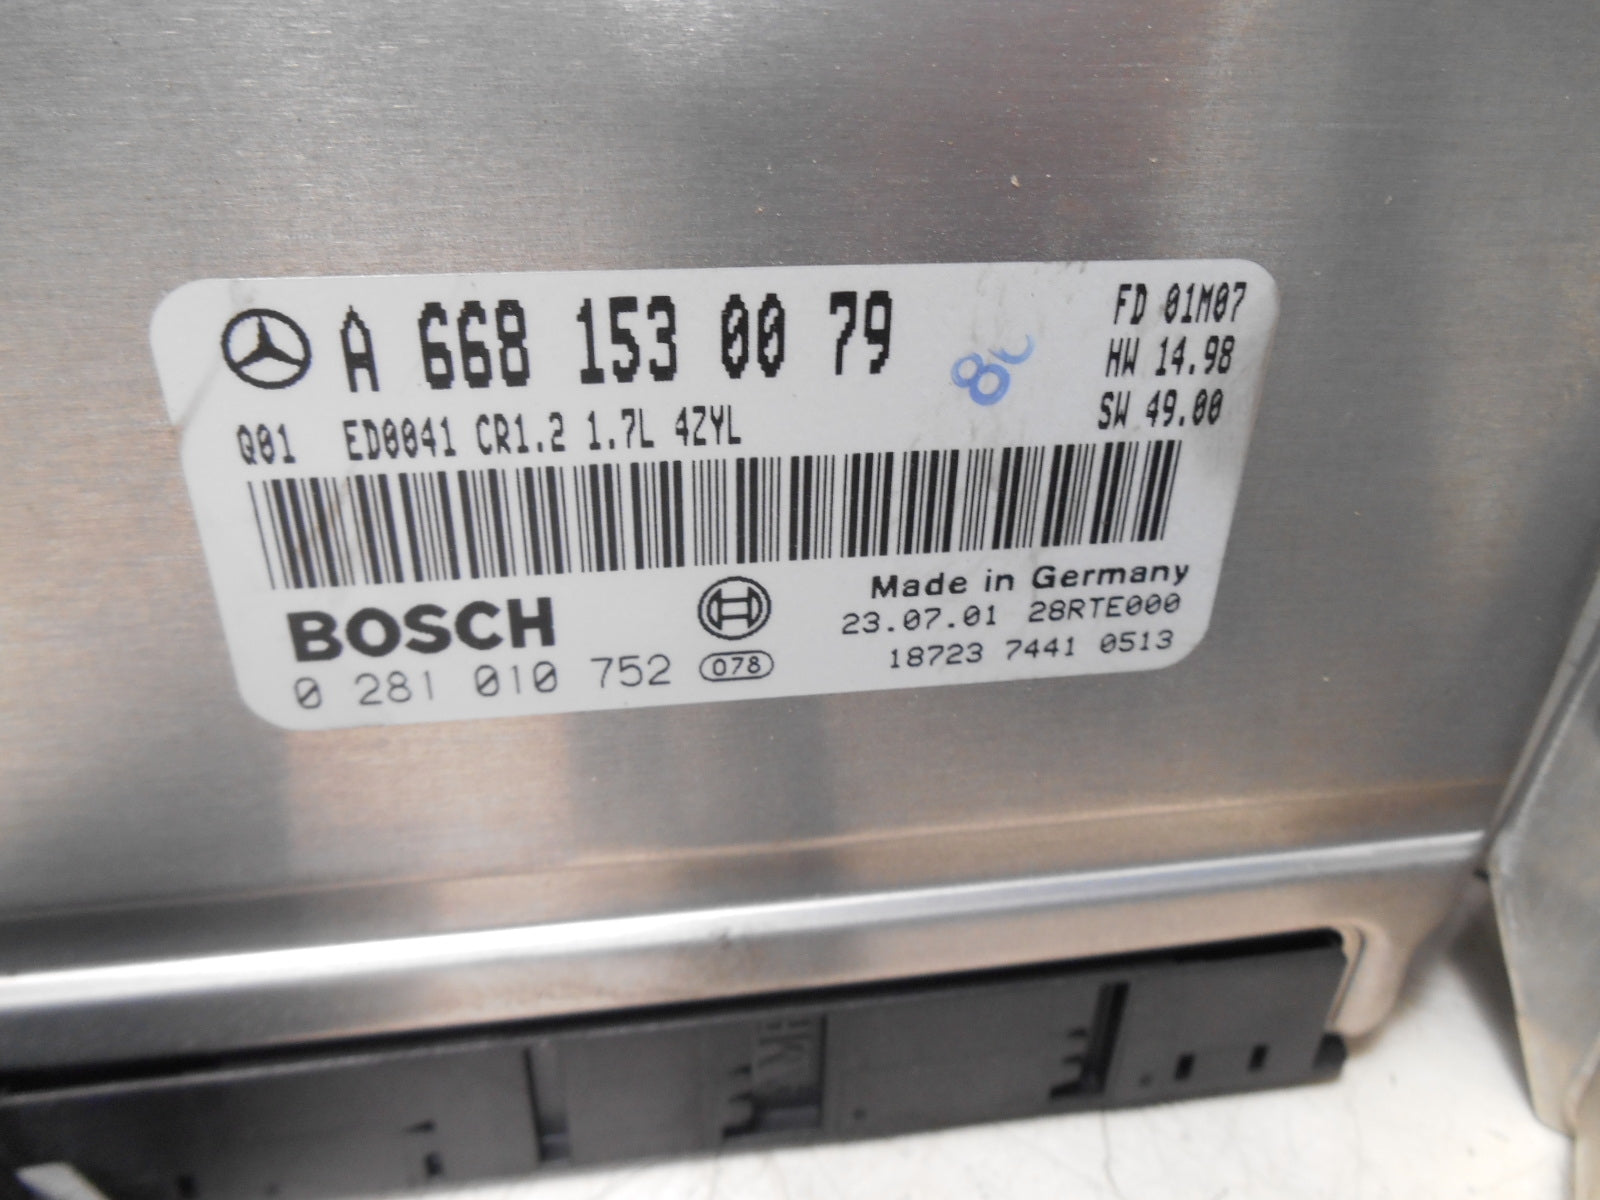 A 668 153 00 79
FD 01M07
HW 14.98
SW 49.00
Q01 ED0041 CR1.2 1.7L 4ZYL
BOSCH
0 281 010 752
078
Made in Germany
23.07.01 28RTE000
18723 7441 0513